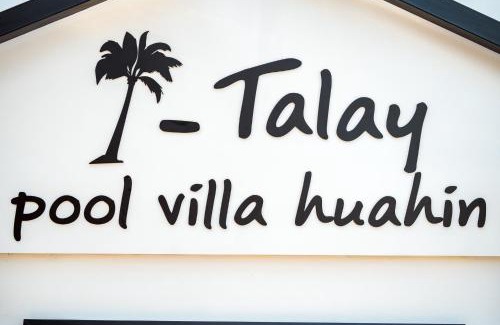 - Talay
pool villa huahin